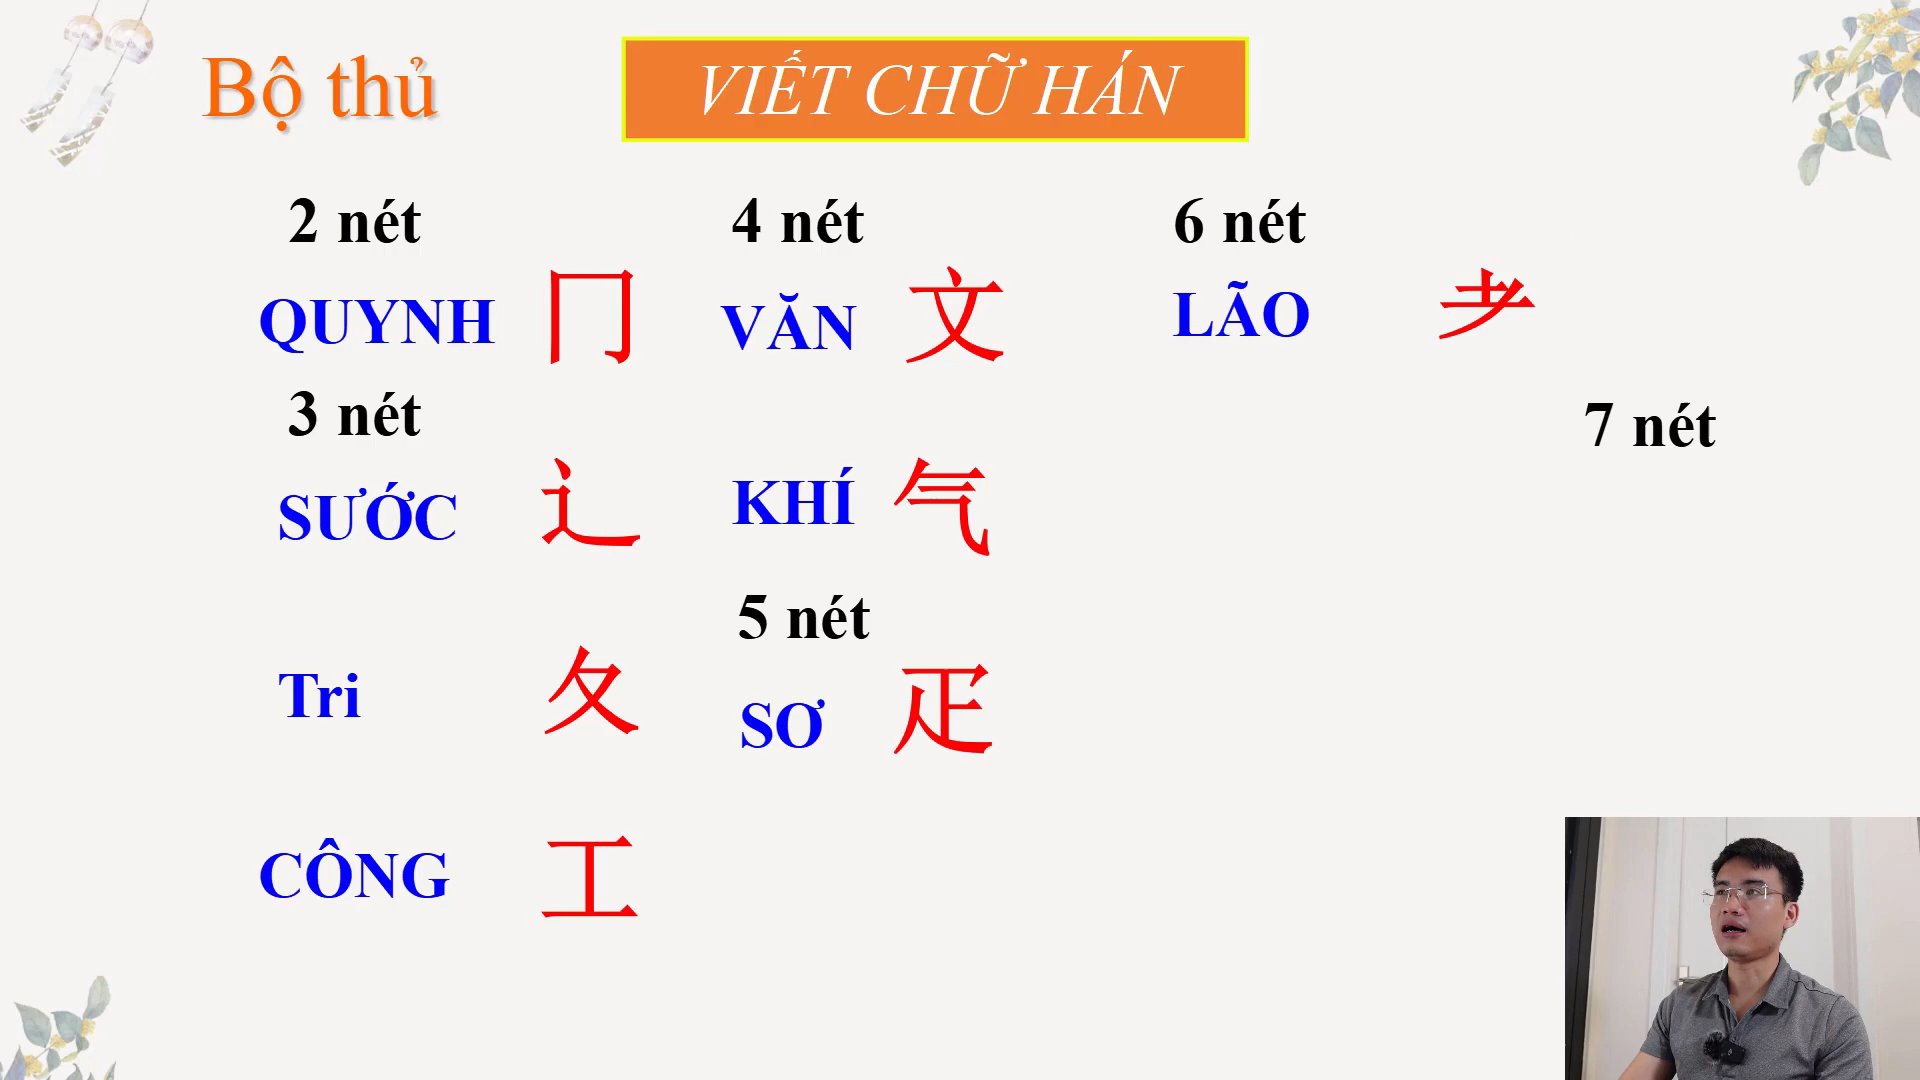 Bộ thủ
VIẾT CHỮ HÁN
2 nét
QUYNH 冂
3 nét
SƯỚC 辶
Tri 夂
CÔNG 工
4 nét
VĂN 文
KHÍ 气
5 nét
SƠ 疋
6 nét
LÃO 耂
7 nét